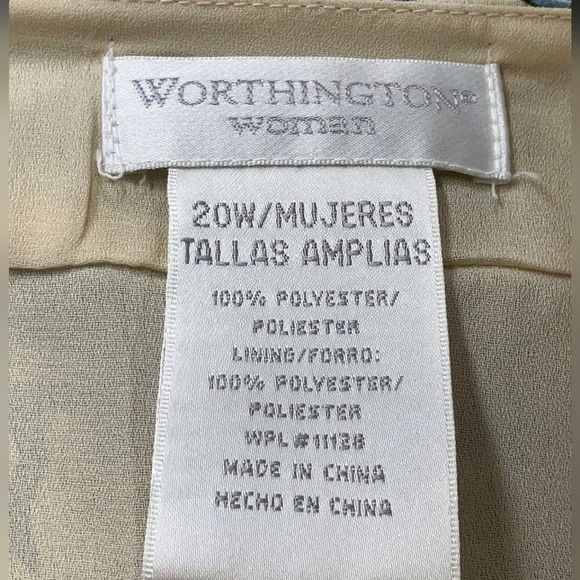 WORTHINGTON®
woman
20W/MUJERES
TALLAS AMPLIAS
100% POLYESTER/
POLIESTER
LINING/FORRO:
100% POLYESTER/
POLIESTER
WPL #11138
MADE IN CHINA
HECHO EN CHINA